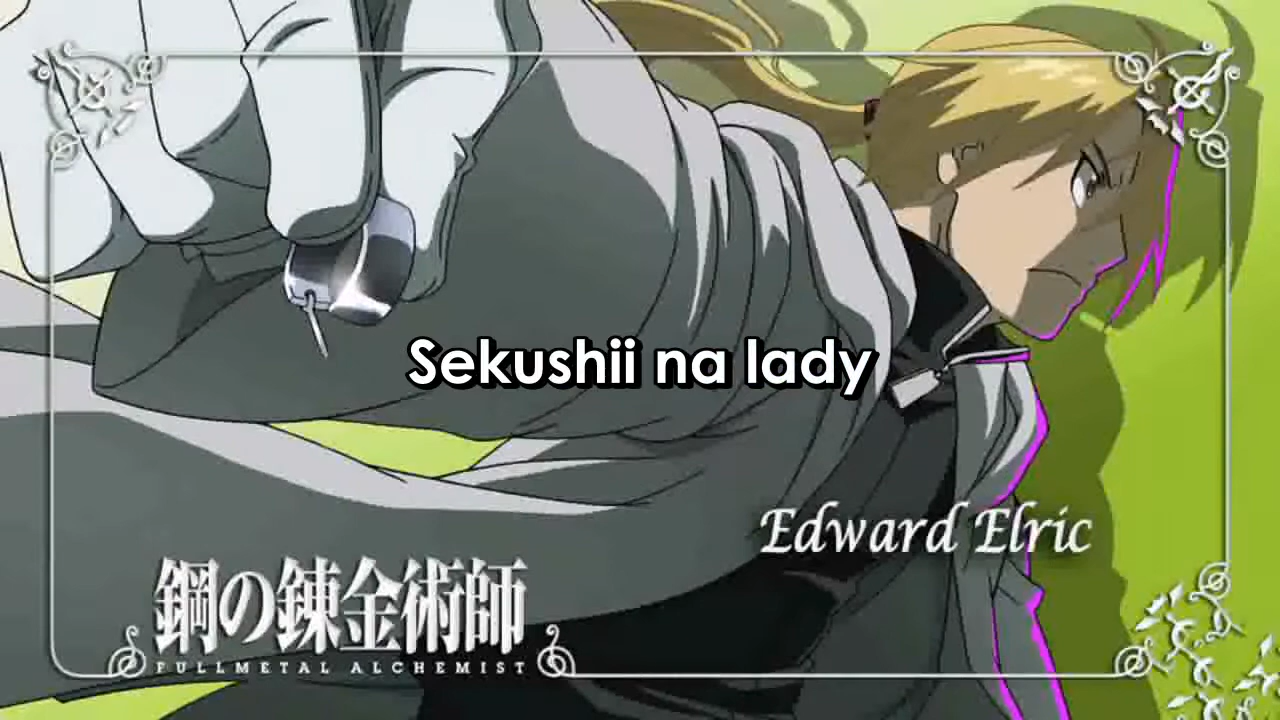 Sekushii na lady
Edward Elric
鋼の錬金術師
FULLMETAL ALCHEMIST